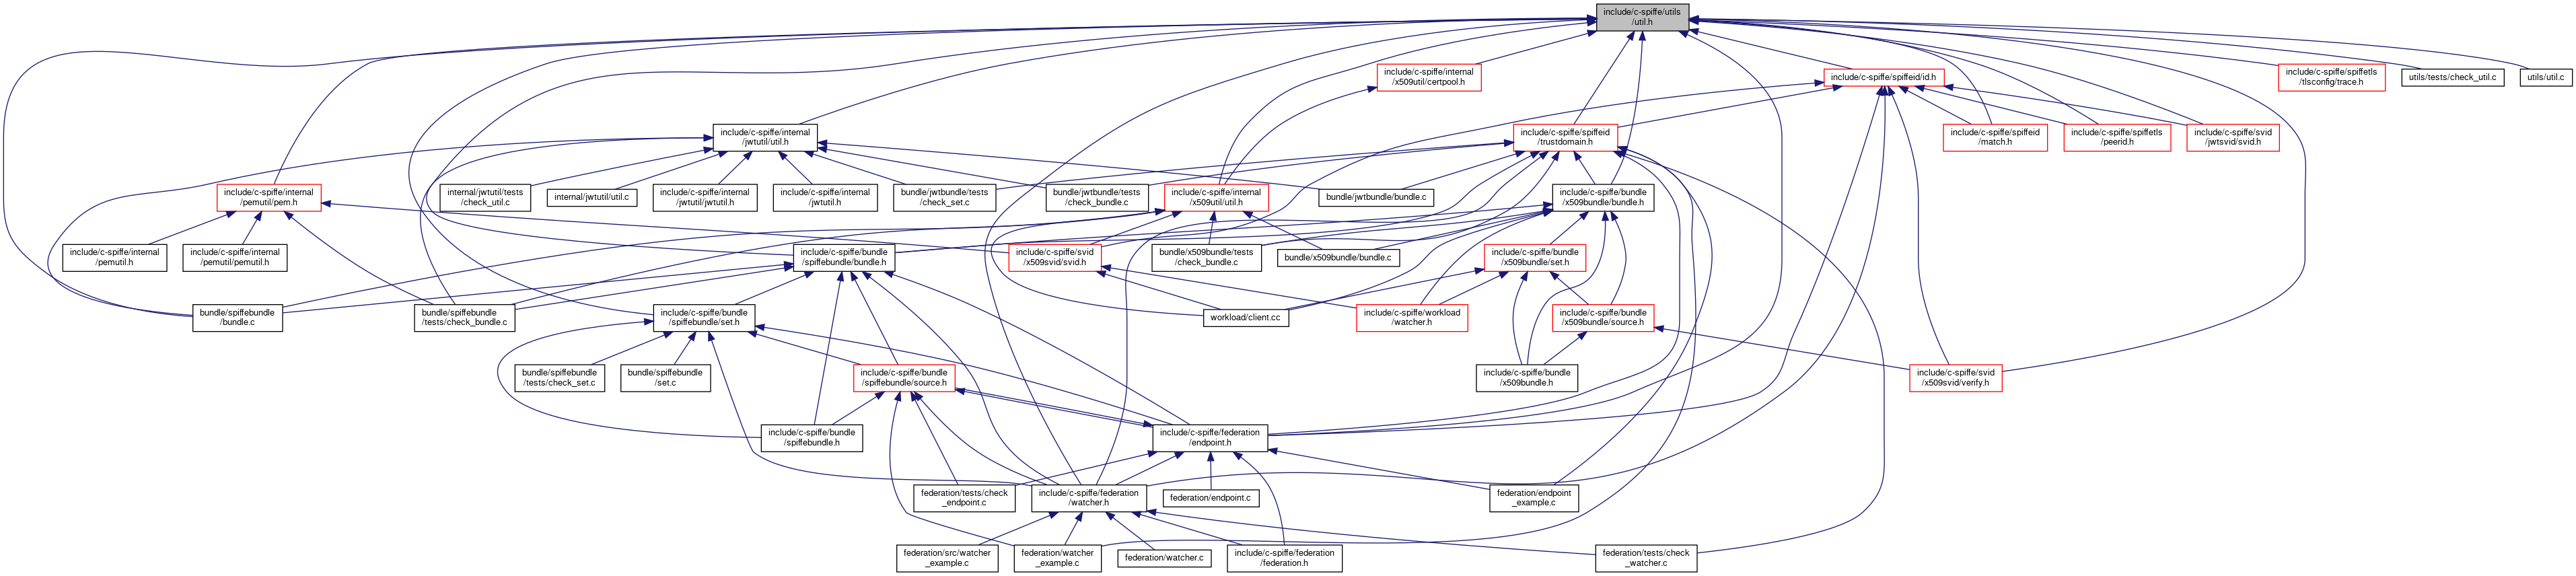 include/c-spiffe/utils
/util.h
include/c-spiffe/internal
/x509util/certpool.h
include/c-spiffe/spiffeid/id.h
include/c-spiffe/spiffetls
/tlsconfig/trace.h
utils/tests/check_util.c
utils/util.c
include/c-spiffe/internal
/jwtutil/util.h
include/c-spiffe/spiffeid
/trustdomain.h
include/c-spiffe/spiffeid
/match.h
include/c-spiffe/spiffetls
/peerid.h
include/c-spiffe/svid
/jwtsvid/svid.h
include/c-spiffe/internal
/pemutil/pem.h
internal/jwtutil/tests
/check_util.c
internal/jwtutil/util.c
include/c-spiffe/internal
/jwtutil/jwtutil.h
include/c-spiffe/internal
/jwtutil.h
bundle/jwtbundle/tests
/check_set.c
bundle/jwtbundle/tests
/check_bundle.c
include/c-spiffe/internal
/x509util/util.h
bundle/jwtbundle/bundle.c
include/c-spiffe/bundle
/x509bundle/bundle.h
include/c-spiffe/internal
/pemutil.h
include/c-spiffe/internal
/pemutil/pemutil.h
include/c-spiffe/bundle
/spiffebundle/bundle.h
include/c-spiffe/svid
/x509svid/svid.h
bundle/x509bundle/tests
/check_bundle.c
bundle/x509bundle/bundle.c
include/c-spiffe/bundle
/x509bundle/set.h
bundle/spiffebundle
/bundle.c
bundle/spiffebundle
/tests/check_bundle.c
include/c-spiffe/bundle
/spiffebundle/set.h
workload/client.cc
include/c-spiffe/workload
/watcher.h
include/c-spiffe/bundle
/x509bundle/source.h
bundle/spiffebundle
/tests/check_set.c
bundle/spiffebundle
/set.c
include/c-spiffe/bundle
/spiffebundle/source.h
include/c-spiffe/bundle
/x509bundle.h
include/c-spiffe/svid
/x509svid/verify.h
include/c-spiffe/bundle
/spiffebundle.h
include/c-spiffe/federation
/endpoint.h
federation/tests/check
_endpoint.c
include/c-spiffe/federation
/watcher.h
federation/endpoint.c
federation/endpoint
_example.c
federation/src/watcher
_example.c
federation/watcher
_example.c
federation/watcher.c
include/c-spiffe/federation
/federation.h
federation/tests/check
_watcher.c